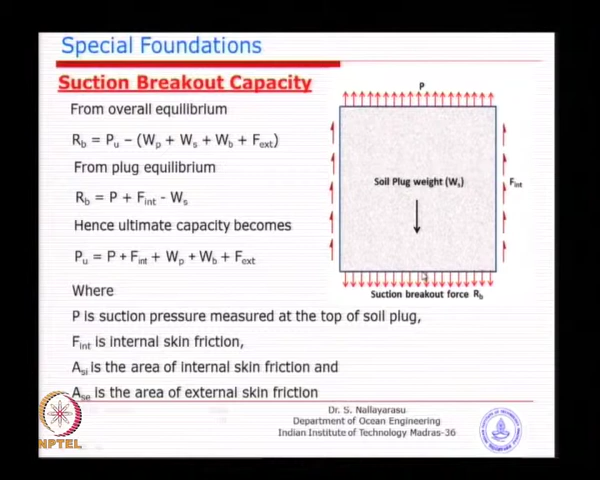 Special Foundations
Suction Breakout Capacity
From overall equilibrium
Rb = Pu – (Wp + Ws + Wb + Fext)
From plug equilibrium
Rb = P + Fint - Ws
Hence ultimate capacity becomes
Pu = P + Fint + Wp + Wb + Fext
Where
P is suction pressure measured at the top of soil plug,
Fint is internal skin friction,
Asi is the area of internal skin friction and
Ase is the area of external skin friction
P
Soil Plug weight (Ws)
Fint
Suction breakout force Rb
Dr. S. Nallayarasu
Department of Ocean Engineering
Indian Institute of Technology Madras-36
NPTEL